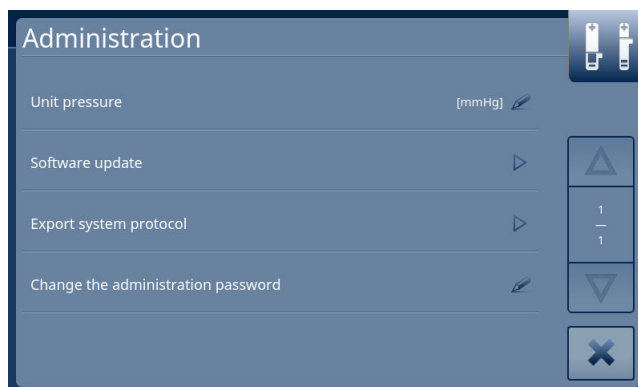 Administration
Unit pressure [mmHg]
Software update
Export system protocol
Change the administration password
1
1